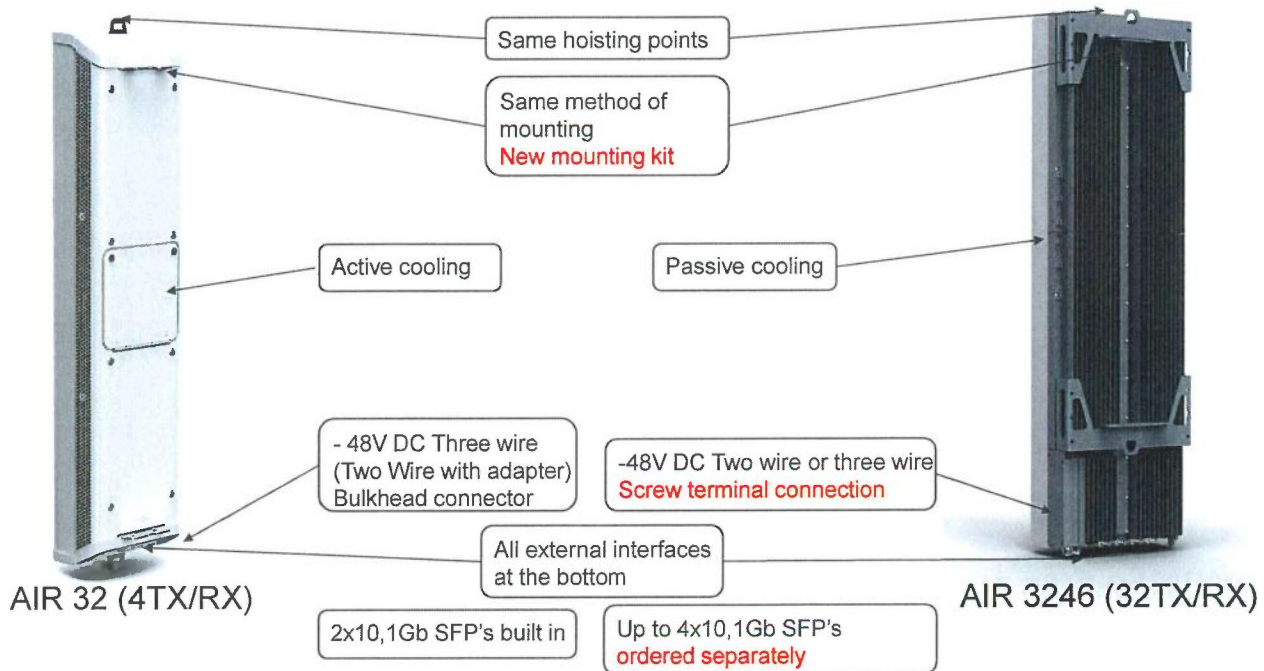 Same hoisting points
Same method of
mounting
New mounting kit
Active cooling
Passive cooling
- 48V DC Three wire
(Two Wire with adapter)
Bulkhead connector
-48V DC Two wire or three wire
Screw terminal connection
All external interfaces
at the bottom
AIR 32 (4TX/RX)
AIR 3246 (32TX/RX)
2x10,1Gb SFP's built in
Up to 4x10,1Gb SFP's
ordered separately